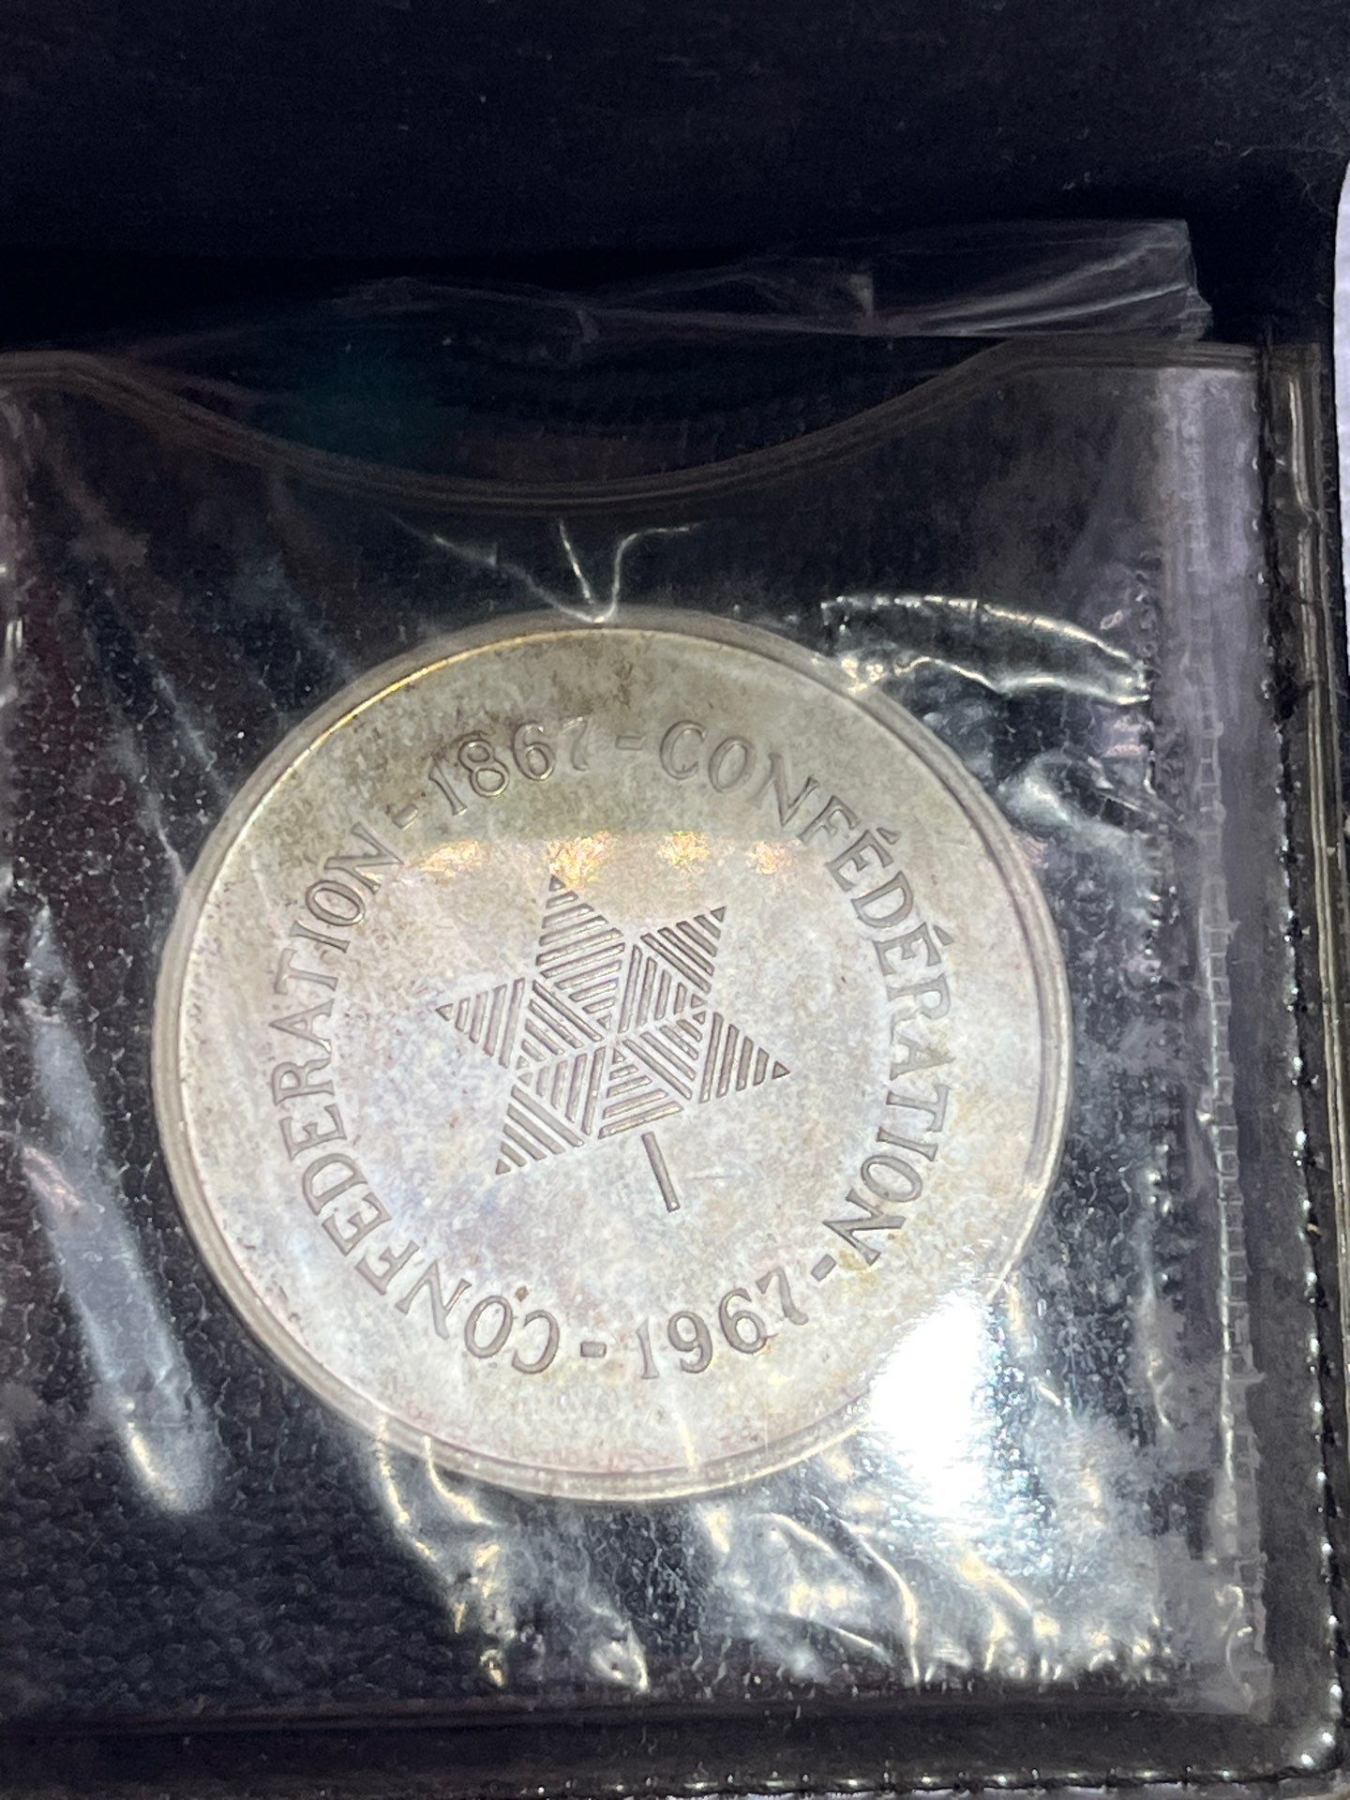 CONFEDERATION - 1867 - CONFÉDÉRATION - 1967 -